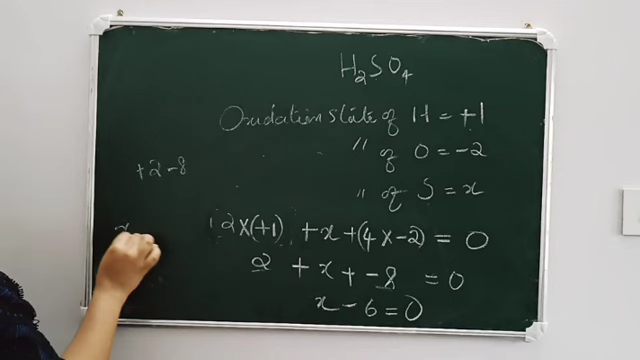 H₂SO₄
Oxidation state of H = +1
" of O = -2
" of S = x
+2-8
2×(+1) + x + (4 × -2) = 0
2 + x + -8 = 0
x - 6 = 0
x